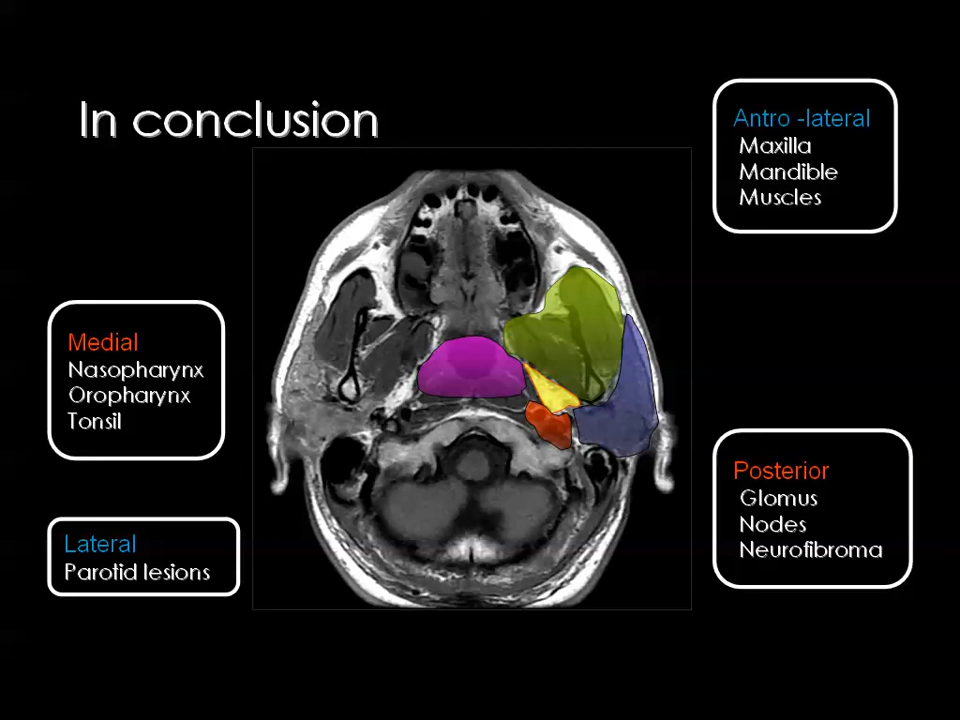 In conclusion
Antro -lateral
Maxilla
Mandible
Muscles
Medial
Nasopharynx
Oropharynx
Tonsil
Posterior
Glomus
Nodes
Neurofibroma
Lateral
Parotid lesions